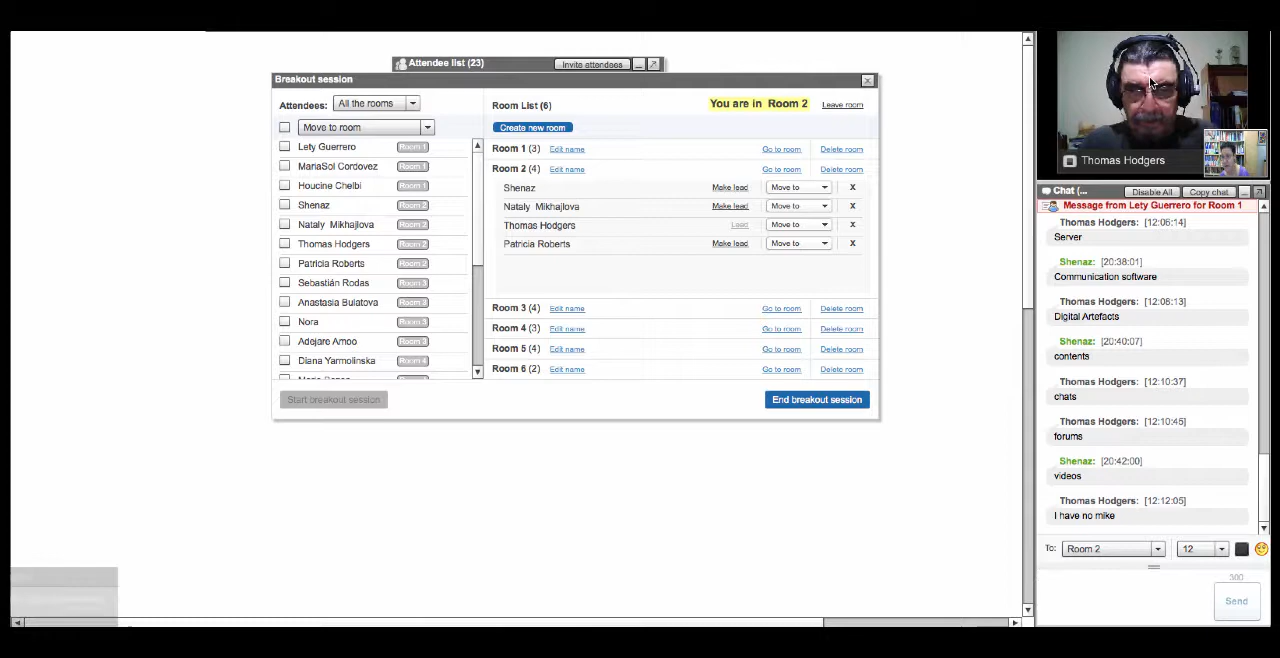 Attendee list (23)
Invite attendees
Breakout session
Attendees: All the rooms
Room List (6)
You are in Room 2
Leave room
Move to room
Create new room
Lety Guerrero Room 1
MariaSol Cordovez Room 1
Houcine Chelbi Room 1
Shenaz Room 2
Nataly Mikhajlova Room 2
Thomas Hodgers Room 2
Patricia Roberts Room 2
Sebastián Rodas Room 3
Anastasia Bulatova Room 3
Nora Room 3
Adejare Amoo Room 3
Diana Yarmolinska Room 4
Room 1 (3) Edit name Go to room Delete room
Room 2 (4) Edit name Go to room Delete room
Shenaz Make lead Move to X
Nataly Mikhajlova Make lead Move to X
Thomas Hodgers Lead Move to X
Patricia Roberts Make lead Move to X
Room 3 (4) Edit name Go to room Delete room
Room 4 (3) Edit name Go to room Delete room
Room 5 (4) Edit name Go to room Delete room
Room 6 (2) Edit name Go to room Delete room
Start breakout session
End breakout session
Thomas Hodgers
Chat (...
Disable All
Copy chat
Message from Lety Guerrero for Room 1
Thomas Hodgers: [12:06:14]
Server
Shenaz: [20:38:01]
Communication software
Thomas Hodgers: [12:08:13]
Digital Artefacts
Shenaz: [20:40:07]
contents
Thomas Hodgers: [12:10:37]
chats
Thomas Hodgers: [12:10:45]
forums
Shenaz: [20:42:00]
videos
Thomas Hodgers: [12:12:05]
I have no mike
To: Room 2 12
300
Send